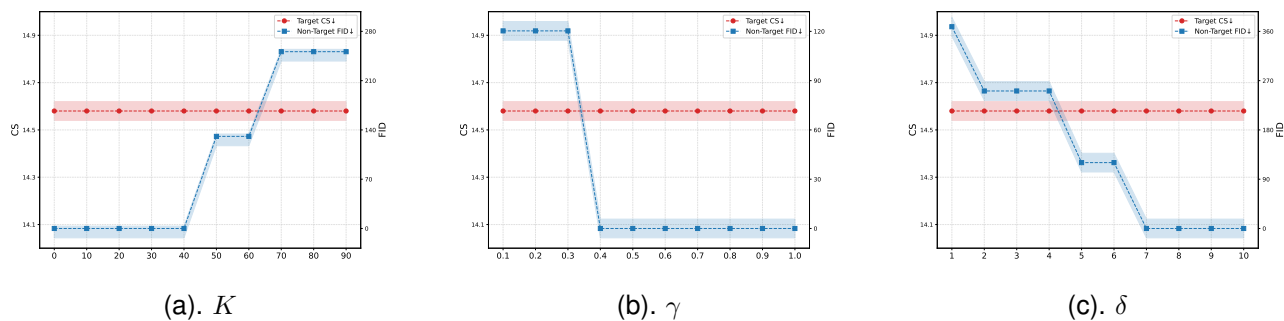 Target CS↓
Non-Target FID↓
14.9
14.7
14.5
14.3
14.1
CS
280
210
140
70
0
FID
0 10 20 30 40 50 60 70 80 90
(a). K
Target CS↓
Non-Target FID↓
14.9
14.7
14.5
14.3
14.1
CS
120
90
60
30
0
FID
0.1 0.2 0.3 0.4 0.5 0.6 0.7 0.8 0.9 1.0
(b). γ
Target CS↓
Non-Target FID↓
14.9
14.7
14.5
14.3
14.1
CS
360
270
180
90
0
FID
1 2 3 4 5 6 7 8 9 10
(c). δ